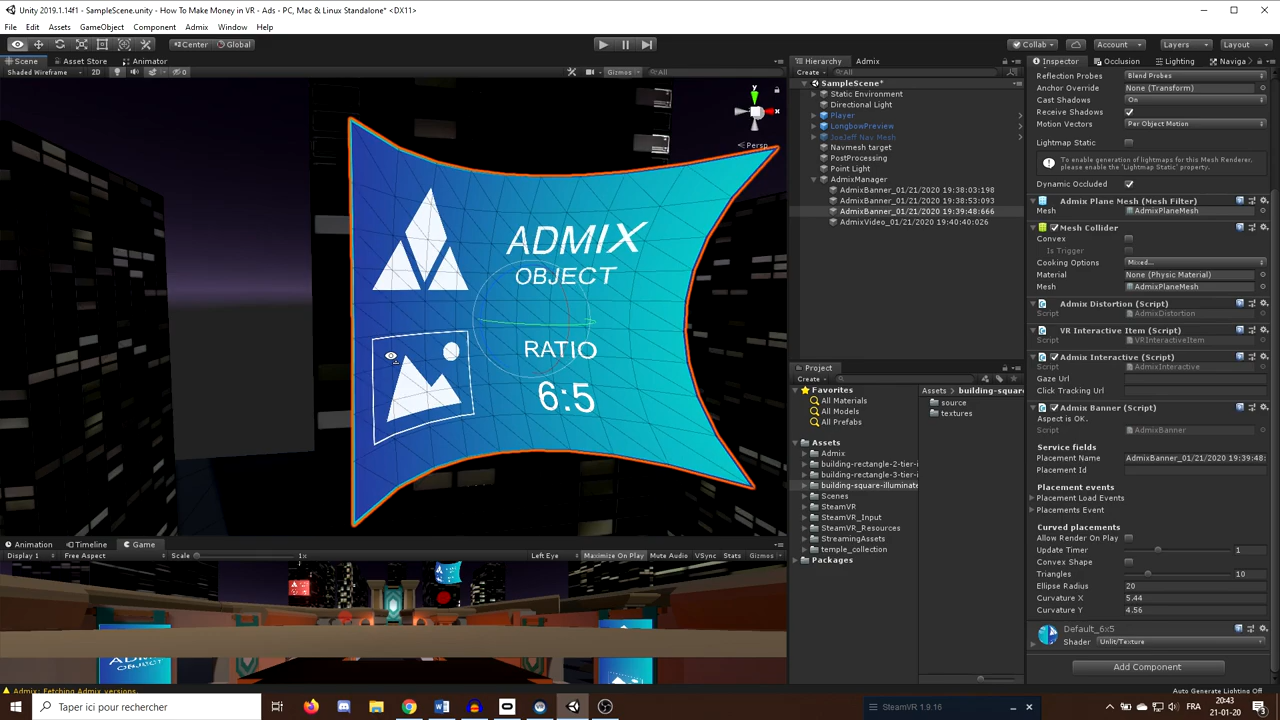 Unity 2019.1.14f1 - SampleScene.unity - How To Make Money in VR - Ads - PC, Mac & Linux Standalone* <DX11>
File Edit Assets GameObject Component Admix Window Help
Center Global
Collab Account Layers Layout
Scene Asset Store Animator
Shaded Wireframe 2D 0 Gizmos All
y
x
Persp
ADMIX
OBJECT
RATIO
6:5
Hierarchy Admix
Create All
SampleScene*
Static Environment
Directional Light
Player
LongbowPreview
JoeJeff Nav Mesh
Navmesh target
PostProcessing
Point Light
AdmixManager
AdmixBanner_01/21/2020 19:38:03:198
AdmixBanner_01/21/2020 19:38:53:093
AdmixBanner_01/21/2020 19:39:48:666
AdmixVideo_01/21/2020 19:40:40:026
Project
Create
Favorites
All Materials
All Models
All Prefabs
Assets
Admix
building-rectangle-2-tier-i
building-rectangle-3-tier-i
building-square-illuminate
Scenes
SteamVR
SteamVR_Input
SteamVR_Resources
StreamingAssets
temple_collection
Packages
Assets building-square
source
textures
Inspector Occlusion Lighting Naviga
Reflection Probes Blend Probes
Anchor Override None (Transform)
Cast Shadows On
Receive Shadows
Motion Vectors Per Object Motion
Lightmap Static
To enable generation of lightmaps for this Mesh Renderer,
please enable the 'Lightmap Static' property.
Dynamic Occluded
Admix Plane Mesh (Mesh Filter)
Mesh AdmixPlaneMesh
Mesh Collider
Convex
Is Trigger
Cooking Options Mixed...
Material None (Physic Material)
Mesh AdmixPlaneMesh
Admix Distortion (Script)
Script AdmixDistortion
VR Interactive Item (Script)
Script VRInteractiveItem
Admix Interactive (Script)
Script AdmixInteractive
Gaze Url
Click Tracking Url
Admix Banner (Script)
Aspect is OK.
Script AdmixBanner
Service fields
Placement Name AdmixBanner_01/21/2020 19:39:48:
Placement Id
Placement events
Placement Load Events
Placements Event
Curved placements
Allow Render On Play
Update Timer 1
Convex Shape
Triangles 10
Ellipse Radius 20
Curvature X 5.44
Curvature Y 4.56
Default_6x5
Shader Unlit/Texture
Add Component
Auto Generate Lighting Off
Animation Timeline Game
Display 1 Free Aspect Scale 1x Left Eye Maximize On Play Mute Audio VSync Stats Gizmos
ADMIX
Admix: Fetching Admix versions.
Taper ici pour rechercher
SteamVR 1.9.16
FRA
20:43
21-01-20